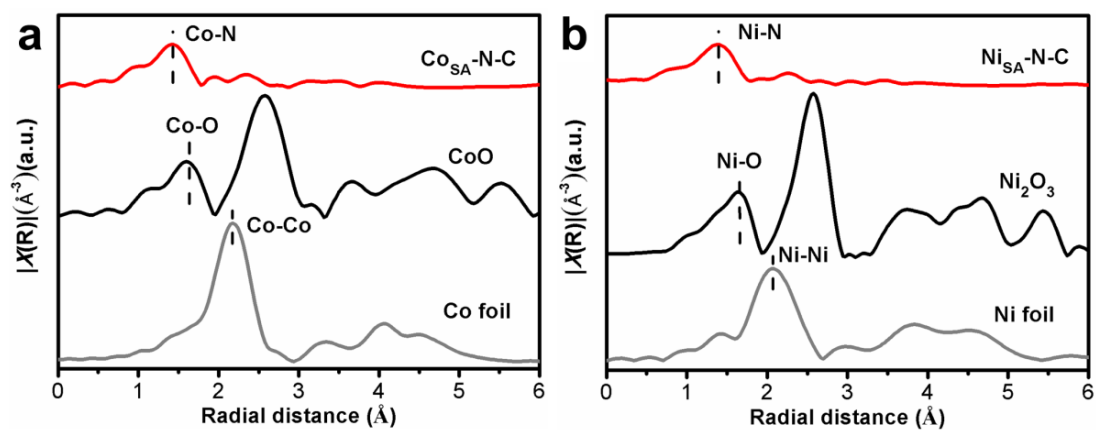 a
Co-N
Co_SA-N-C
Co-O
CoO
Co-Co
Co foil
|X(R)|(Å⁻³)(a.u.)
0 1 2 3 4 5 6
Radial distance (Å)
b
Ni-N
Ni_SA-N-C
Ni-O
Ni₂O₃
Ni-Ni
Ni foil
|X(R)|(Å⁻³)(a.u.)
0 1 2 3 4 5 6
Radial distance (Å)